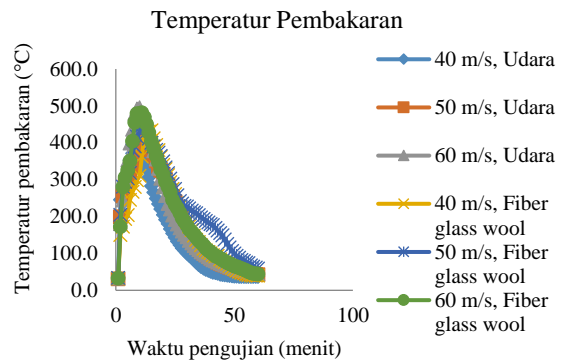 Temperatur Pembakaran
Temperatur pembakaran (°C)
600.0
500.0
400.0
300.0
200.0
100.0
0.0
0
50
100
Waktu pengujian (menit)
40 m/s, Udara
50 m/s, Udara
60 m/s, Udara
40 m/s, Fiber
glass wool
50 m/s, Fiber
glass wool
60 m/s, Fiber
glass wool